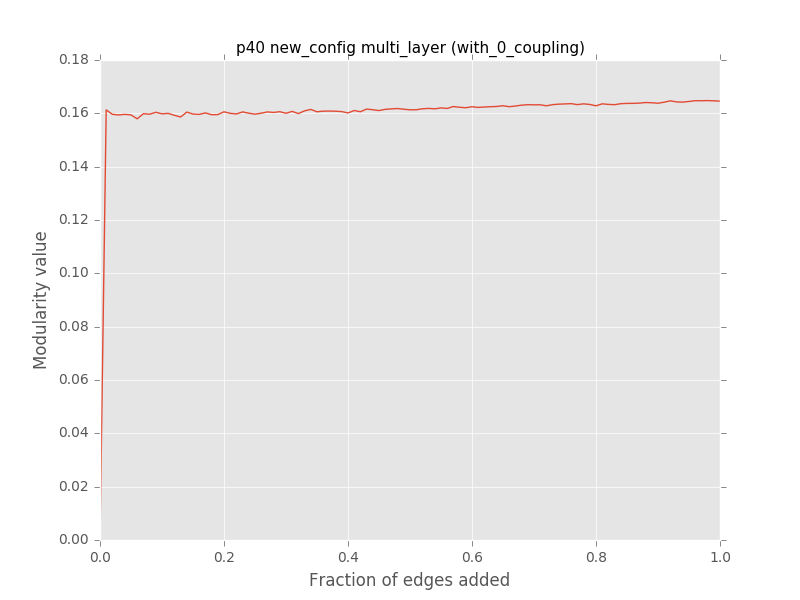 p40 new_config multi_layer (with_0_coupling)
0.18
0.16
0.14
0.12
0.10
0.08
0.06
0.04
0.02
0.00
Modularity value
0.0 0.2 0.4 0.6 0.8 1.0
Fraction of edges added